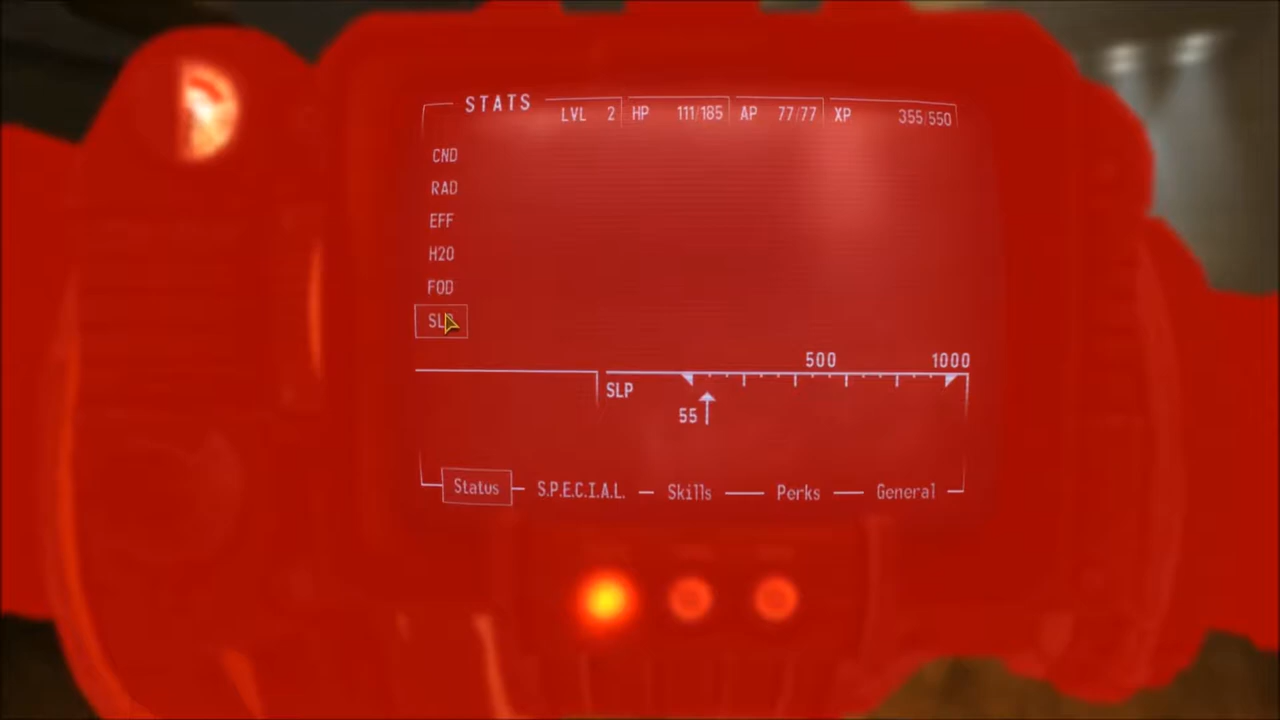 STATS LVL 2 HP 111/185 AP 77/77 XP 355/550
CND
RAD
EFF
H2O
FOD
SLP
500 1000
SLP
55
Status S.P.E.C.I.A.L. Skills Perks General